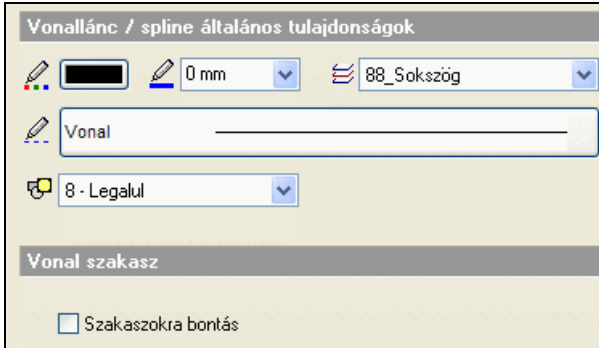 Vonallánc / spline általános tulajdonságok
0 mm 88_Sokszög
Vonal
8 - Legalul
Vonal szakasz
Szakaszokra bontás